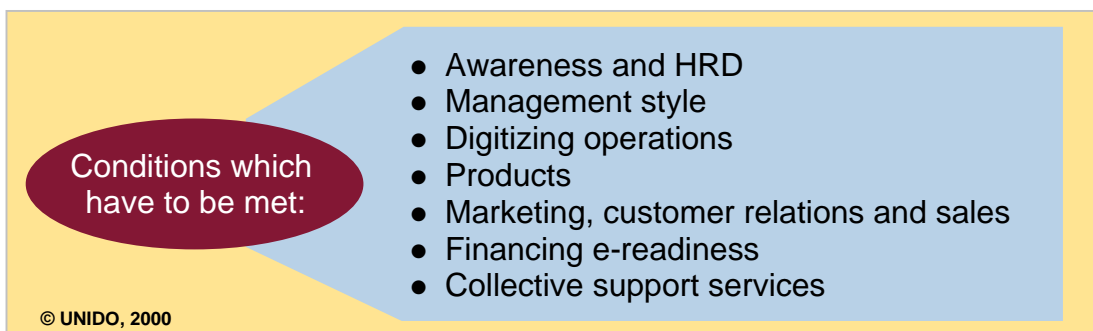 Conditions which
have to be met:
● Awareness and HRD
● Management style
● Digitizing operations
● Products
● Marketing, customer relations and sales
● Financing e-readiness
● Collective support services
© UNIDO, 2000